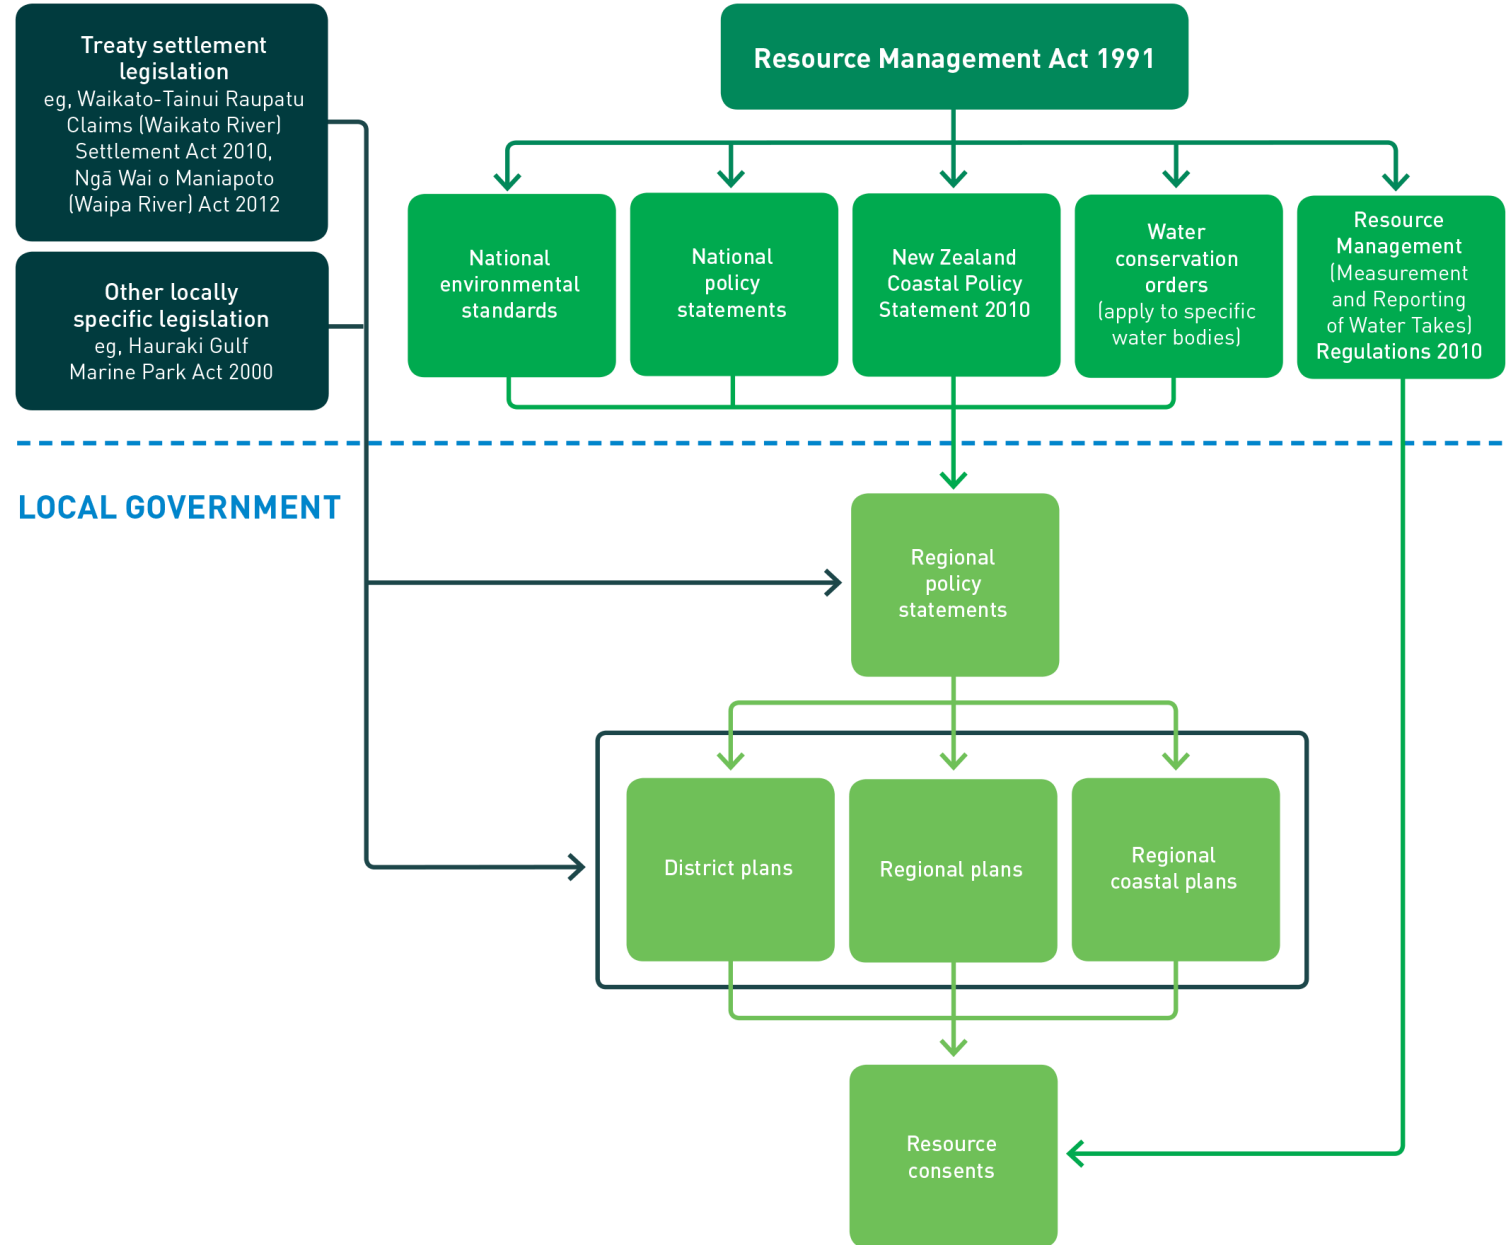 Treaty settlement
legislation
eg, Waikato-Tainui Raupatu
Claims (Waikato River)
Settlement Act 2010,
Ngā Wai o Maniapoto
(Waipa River) Act 2012
Other locally
specific legislation
eg, Hauraki Gulf
Marine Park Act 2000
Resource Management Act 1991
National
environmental
standards
National
policy
statements
New Zealand
Coastal Policy
Statement 2010
Water
conservation
orders
(apply to specific
water bodies)
Resource
Management
(Measurement
and Reporting
of Water Takes)
Regulations 2010
LOCAL GOVERNMENT
Regional
policy
statements
District plans
Regional plans
Regional
coastal plans
Resource
consents